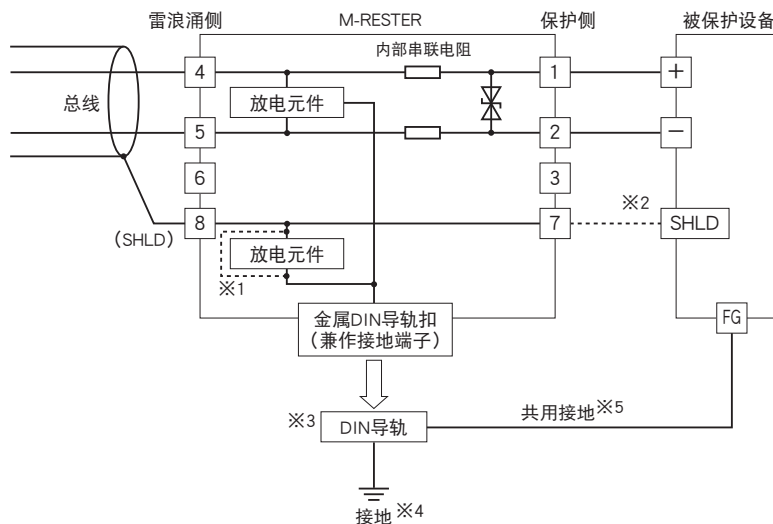 雷浪涌侧 M-RESTER 保护侧 被保护设备
内部串联电阻
4 1 +
总线 放电元件
5 2 −
6 3
※2
(SHLD) 8 7 SHLD
放电元件
※1
金属DIN导轨扣
(兼作接地端子)
FG
※3 DIN导轨 共用接地※5
接地※4